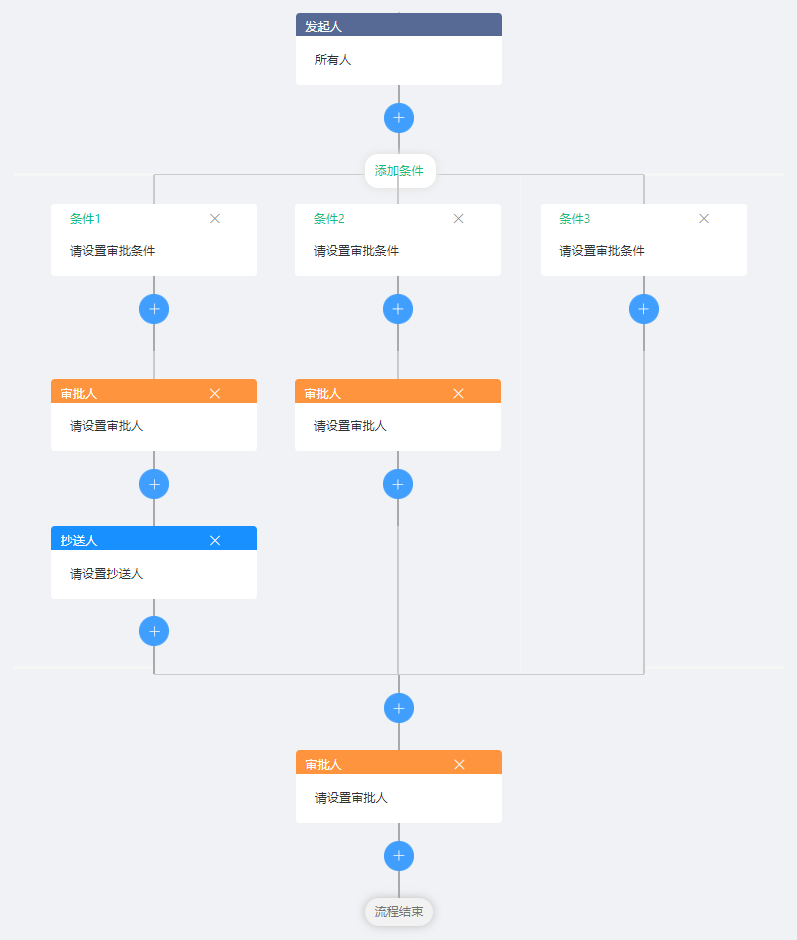 发起人
所有人
添加条件
条件1
请设置审批条件
条件2
请设置审批条件
条件3
请设置审批条件
审批人
请设置审批人
审批人
请设置审批人
抄送人
请设置抄送人
审批人
请设置审批人
流程结束